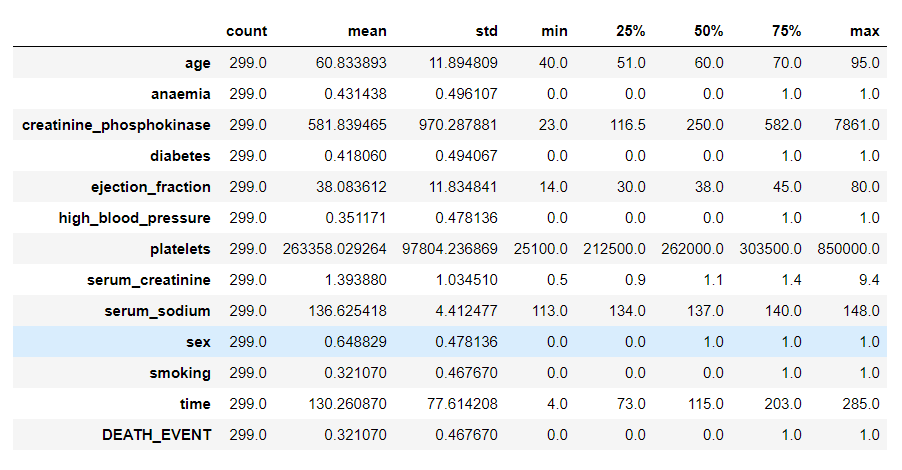 count mean std min 25% 50% 75% max
age 299.0 60.833893 11.894809 40.0 51.0 60.0 70.0 95.0
anaemia 299.0 0.431438 0.496107 0.0 0.0 0.0 1.0 1.0
creatinine_phosphokinase 299.0 581.839465 970.287881 23.0 116.5 250.0 582.0 7861.0
diabetes 299.0 0.418060 0.494067 0.0 0.0 0.0 1.0 1.0
ejection_fraction 299.0 38.083612 11.834841 14.0 30.0 38.0 45.0 80.0
high_blood_pressure 299.0 0.351171 0.478136 0.0 0.0 0.0 1.0 1.0
platelets 299.0 263358.029264 97804.236869 25100.0 212500.0 262000.0 303500.0 850000.0
serum_creatinine 299.0 1.393880 1.034510 0.5 0.9 1.1 1.4 9.4
serum_sodium 299.0 136.625418 4.412477 113.0 134.0 137.0 140.0 148.0
sex 299.0 0.648829 0.478136 0.0 0.0 1.0 1.0 1.0
smoking 299.0 0.321070 0.467670 0.0 0.0 0.0 1.0 1.0
time 299.0 130.260870 77.614208 4.0 73.0 115.0 203.0 285.0
DEATH_EVENT 299.0 0.321070 0.467670 0.0 0.0 0.0 1.0 1.0